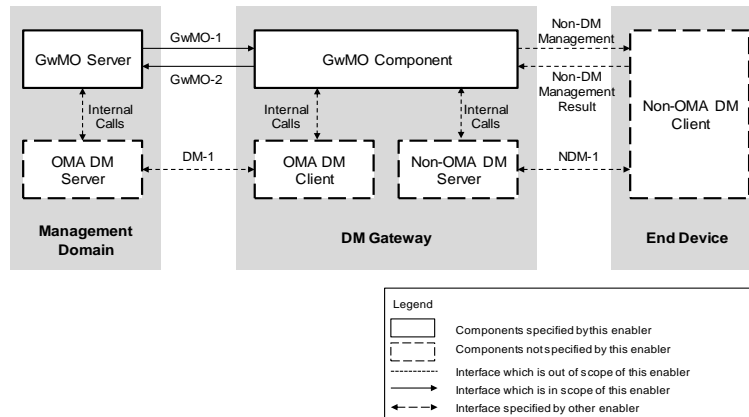 GwMO Server
GwMO-1
GwMO-2
GwMO Component
Non-DM
Management
Non-DM
Management
Result
Non-OMA DM
Client
Internal
Calls
Internal
Calls
Internal
Calls
OMA DM
Server
DM-1
OMA DM
Client
Non-OMA DM
Server
NDM-1
Management
Domain
DM Gateway
End Device
Legend
Components specified by this enabler
Components not specified by this enabler
Interface which is out of scope of this enabler
Interface which is in scope of this enabler
Interface specified by other enabler